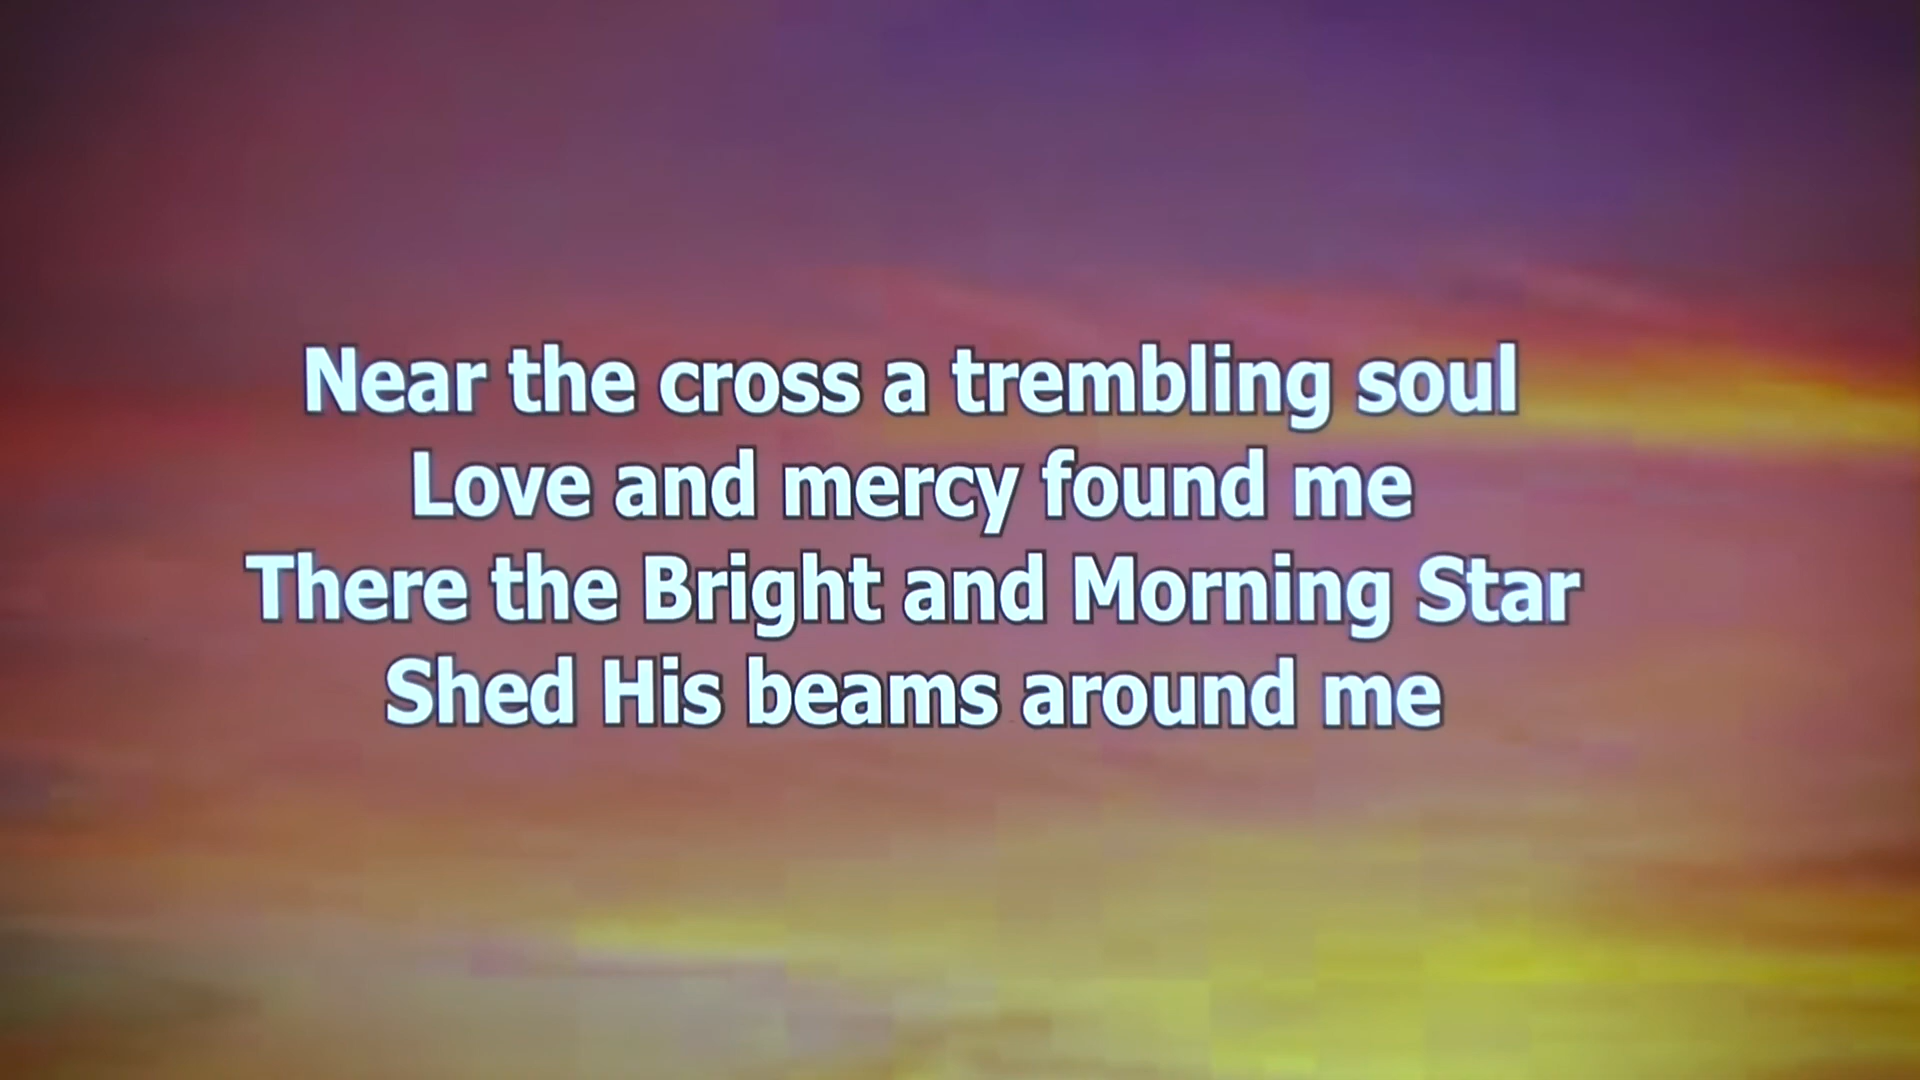 Near the cross a trembling soul
Love and mercy found me
There the Bright and Morning Star
Shed His beams around me